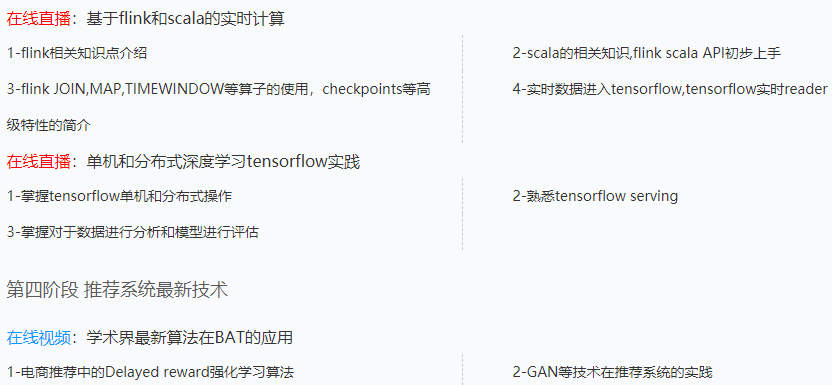 在线直播：基于flink和scala的实时计算
1-flink相关知识点介绍
2-scala的相关知识,flink scala API初步上手
3-flink JOIN,MAP,TIMEWINDOW等算子的使用，checkpoints等高
级特性的简介
4-实时数据进入tensorflow,tensorflow实时reader
在线直播：单机和分布式深度学习tensorflow实践
1-掌握tensorflow单机和分布式操作
2-熟悉tensorflow serving
3-掌握对于数据进行分析和模型进行评估
第四阶段 推荐系统最新技术
在线视频：学术界最新算法在BAT的应用
1-电商推荐中的Delayed reward强化学习算法
2-GAN等技术在推荐系统的实践